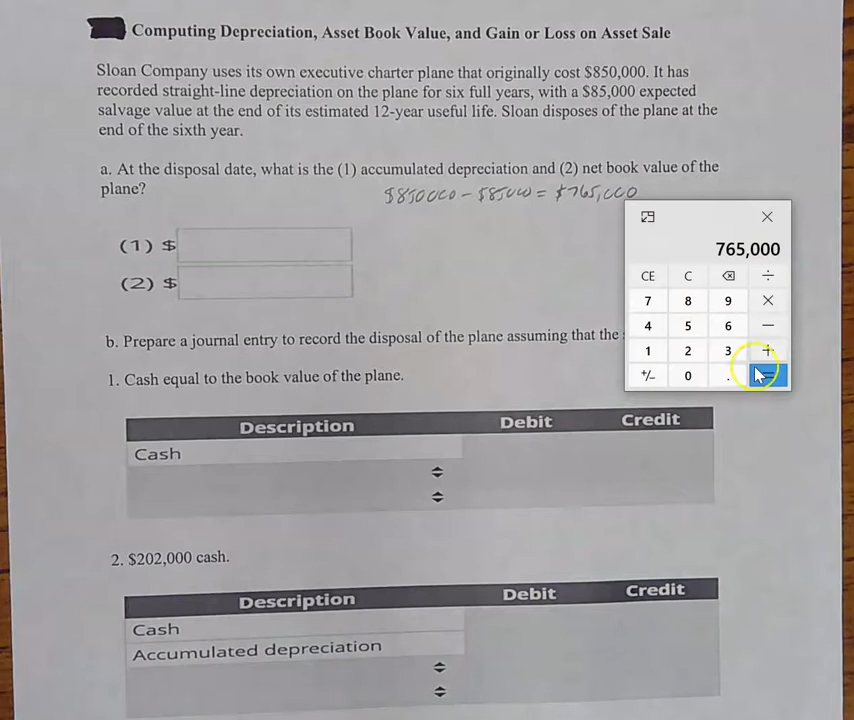 Computing Depreciation, Asset Book Value, and Gain or Loss on Asset Sale
Sloan Company uses its own executive charter plane that originally cost $850,000. It has
recorded straight-line depreciation on the plane for six full years, with a $85,000 expected
salvage value at the end of its estimated 12-year useful life. Sloan disposes of the plane at the
end of the sixth year.
a. At the disposal date, what is the (1) accumulated depreciation and (2) net book value of the
plane?
$850000 - $85000 = $765,000
(1) $
(2) $
765,000
CE C ÷
7 8 9 ×
4 5 6 −
1 2 3 +
+/− 0 . =
b. Prepare a journal entry to record the disposal of the plane assuming that the
1. Cash equal to the book value of the plane.
Description Debit Credit
Cash
2. $202,000 cash.
Description Debit Credit
Cash
Accumulated depreciation